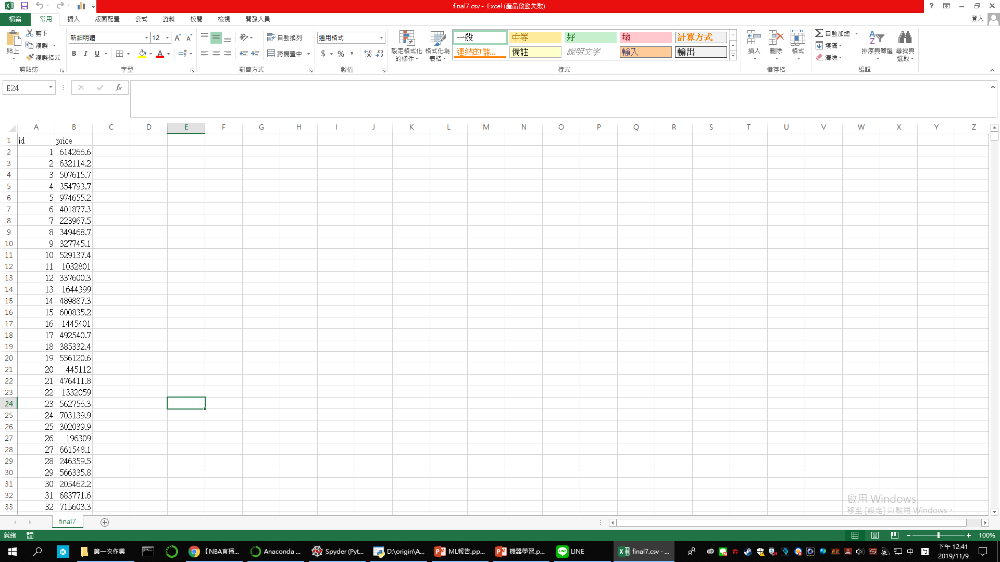 final7.csv - Excel (產品啟動失敗)
檔案 常用 插入 版面配置 公式 資料 校閱 檢視 開發人員 登入
貼上 剪下 複製 複製格式 剪貼簿
新細明體 12 B I U 中 字型
自動換列 跨欄置中 對齊方式
通用格式 $ % 數值
設定格式化的條件 格式化為表格
一般 中等 好 壞 計算方式
連結的儲... 備註 說明文字 輸入 輸出
樣式
插入 刪除 格式 儲存格
自動加總 填滿 清除 排序與篩選 尋找與選取 編輯
E24 fx
A B C D E F G H I J K L M N O P Q R S T U V W X Y Z
1 id price
2 1 614266.6
3 2 632114.2
4 3 507615.7
5 4 354793.7
6 5 974655.2
7 6 401877.3
8 7 223967.5
9 8 349468.7
10 9 327745.1
11 10 529137.4
12 11 1032801
13 12 337600.3
14 13 1644399
15 14 489887.3
16 15 600835.2
17 16 1445401
18 17 492540.7
19 18 385332.4
20 19 556120.6
21 20 445112
22 21 476411.8
23 22 1332059
24 23 562756.3
25 24 703139.9
26 25 302039.9
27 26 196309
28 27 661548.1
29 28 246359.5
30 29 566335.8
31 30 205462.2
32 31 683771.6
33 32 715603.3
啟用 Windows
移至 [設定] 以啟用 Windows。
final7
就緒 100%
第一次作業 【NBA直播... Anaconda ... Spyder (Pyt... D:\origin\A... ML報告.pp... 機器學習.p... LINE final7.csv - ... 中 下午 12:41
2019/11/9